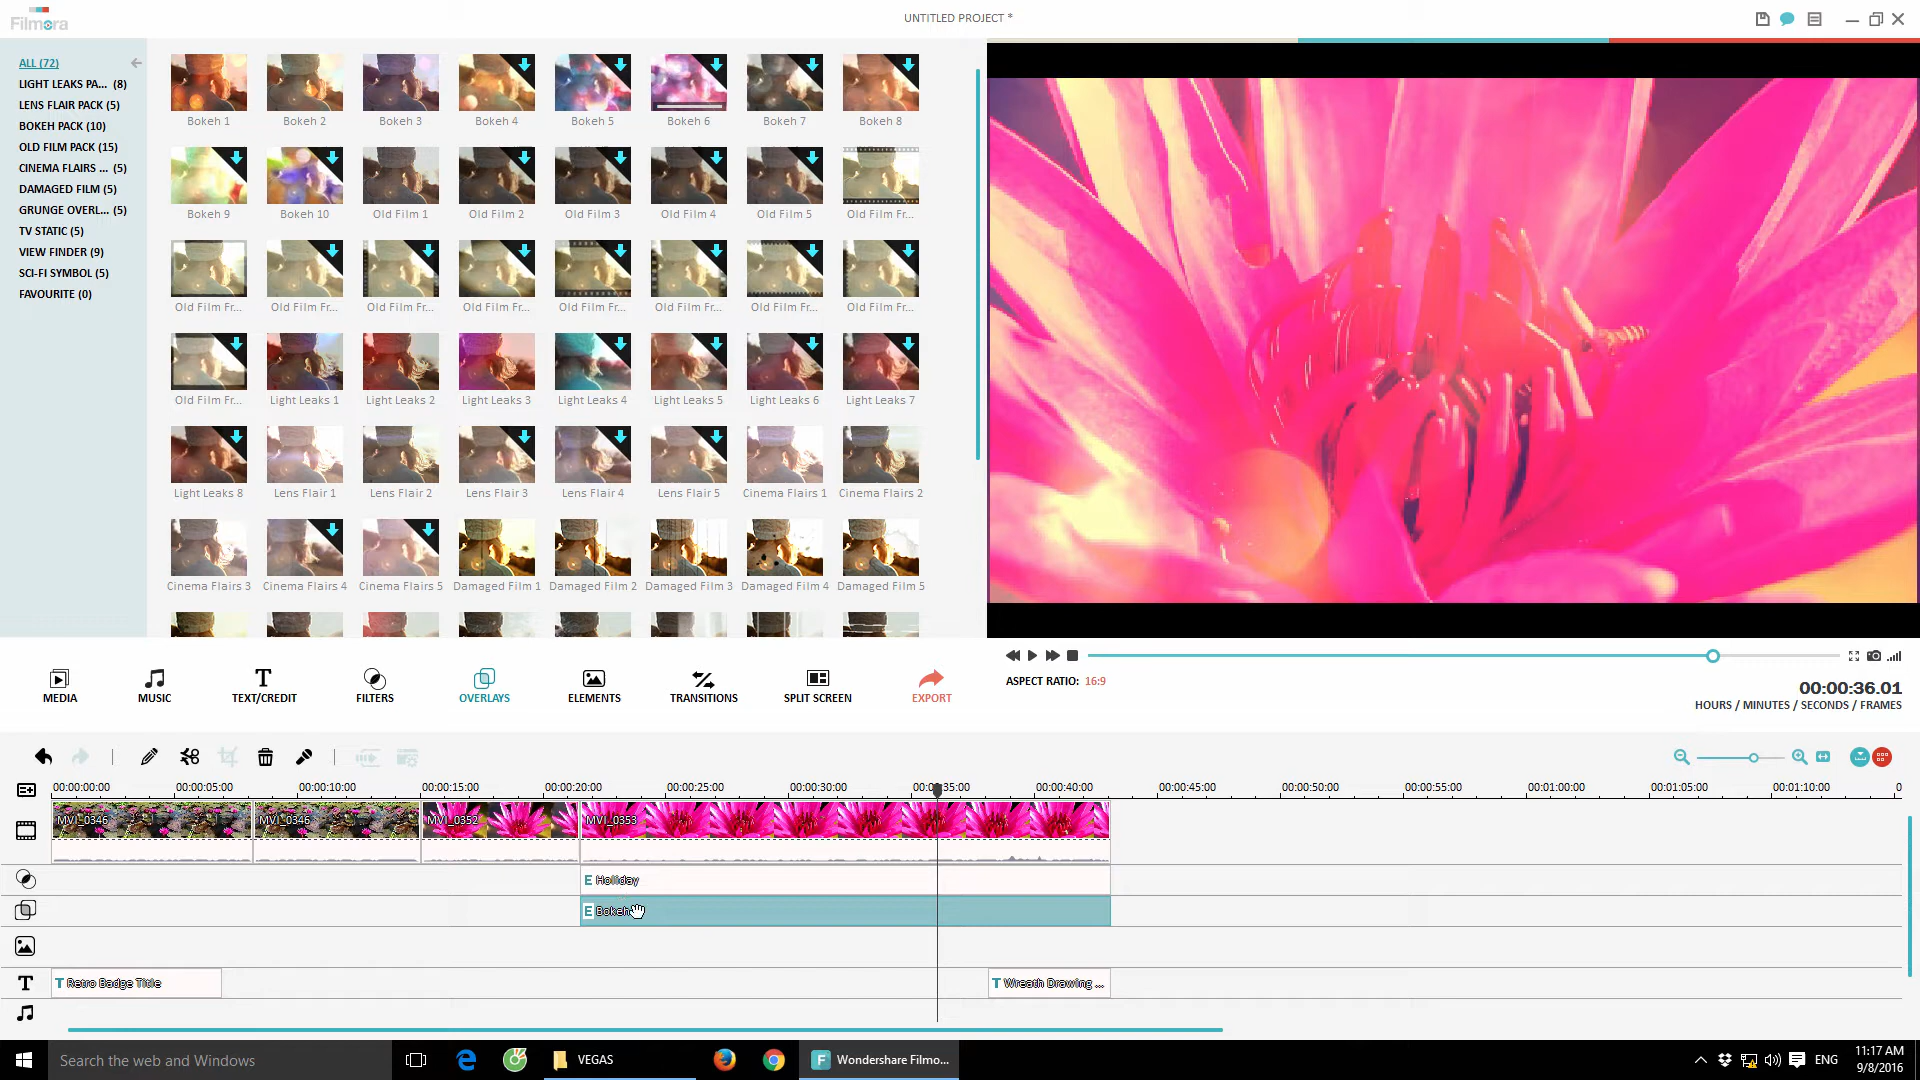 Filmora
UNTITLED PROJECT *
ALL (72)
LIGHT LEAKS PA... (8)
LENS FLAIR PACK (5)
BOKEH PACK (10)
OLD FILM PACK (15)
CINEMA FLAIRS ... (5)
DAMAGED FILM (5)
GRUNGE OVERL... (5)
TV STATIC (5)
VIEW FINDER (9)
SCI-FI SYMBOL (5)
FAVOURITE (0)
Bokeh 1 Bokeh 2 Bokeh 3 Bokeh 4 Bokeh 5 Bokeh 6 Bokeh 7 Bokeh 8
Bokeh 9 Bokeh 10 Old Film 1 Old Film 2 Old Film 3 Old Film 4 Old Film 5 Old Film Fr...
Old Film Fr... Old Film Fr... Old Film Fr... Old Film Fr... Old Film Fr... Old Film Fr... Old Film Fr... Old Film Fr...
Old Film Fr... Light Leaks 1 Light Leaks 2 Light Leaks 3 Light Leaks 4 Light Leaks 5 Light Leaks 6 Light Leaks 7
Light Leaks 8 Lens Flair 1 Lens Flair 2 Lens Flair 3 Lens Flair 4 Lens Flair 5 Cinema Flairs 1 Cinema Flairs 2
Cinema Flairs 3 Cinema Flairs 4 Cinema Flairs 5 Damaged Film 1 Damaged Film 2 Damaged Film 3 Damaged Film 4 Damaged Film 5
MEDIA MUSIC TEXT/CREDIT FILTERS OVERLAYS ELEMENTS TRANSITIONS SPLIT SCREEN EXPORT
ASPECT RATIO: 16:9
00:00:36.01
HOURS / MINUTES / SECONDS / FRAMES
00:00:00:00 00:00:05:00 00:00:10:00 00:00:15:00 00:00:20:00 00:00:25:00 00:00:30:00 00:00:35:00 00:00:40:00 00:00:45:00 00:00:50:00 00:00:55:00 00:01:00:00 00:01:05:00 00:01:10:00 0
MVI_0346 MVI_0346 MVI_0352 MVI_0353
E Holiday
E Bokeh
T Retro Badge Title T Wreath Drawing ...
Search the web and Windows
VEGAS
F Wondershare Filmo...
ENG
11:17 AM
9/8/2016